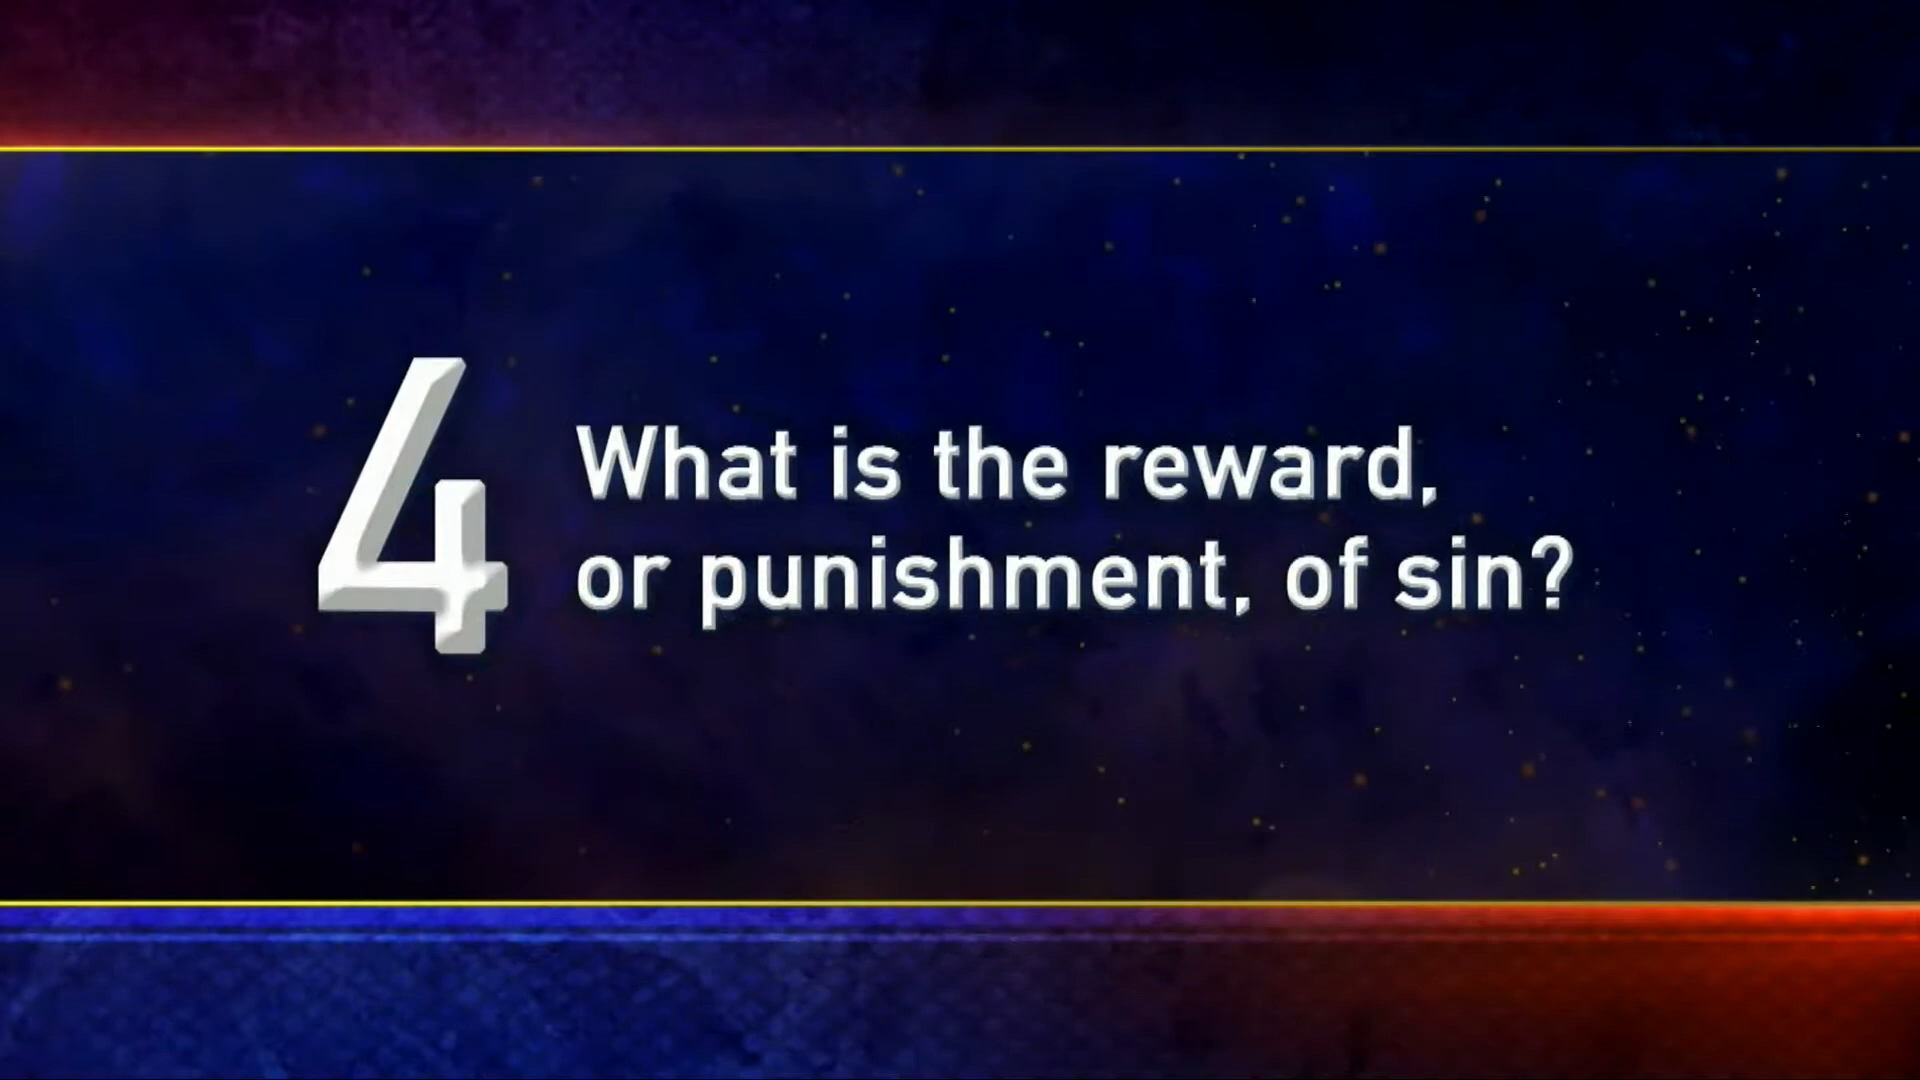 4
What is the reward,
or punishment, of sin?